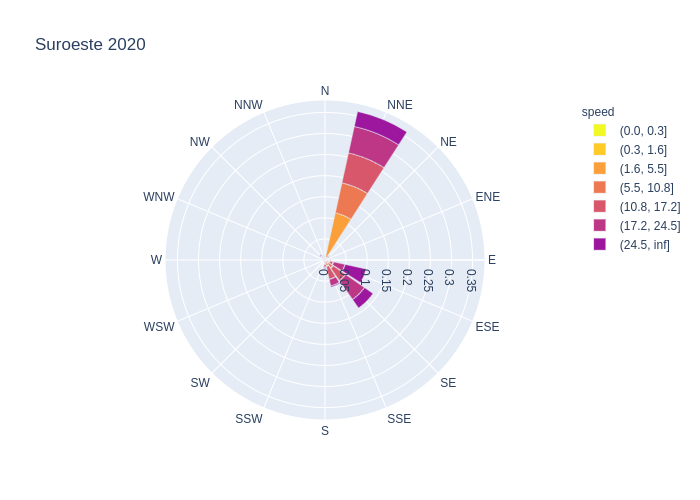 Suroeste 2020
N
NNE
NE
ENE
E
ESE
SE
SSE
S
SSW
SW
WSW
W
WNW
NW
NNW
0
0.05
0.1
0.15
0.2
0.25
0.3
0.35
speed
(0.0, 0.3]
(0.3, 1.6]
(1.6, 5.5]
(5.5, 10.8]
(10.8, 17.2]
(17.2, 24.5]
(24.5, inf]